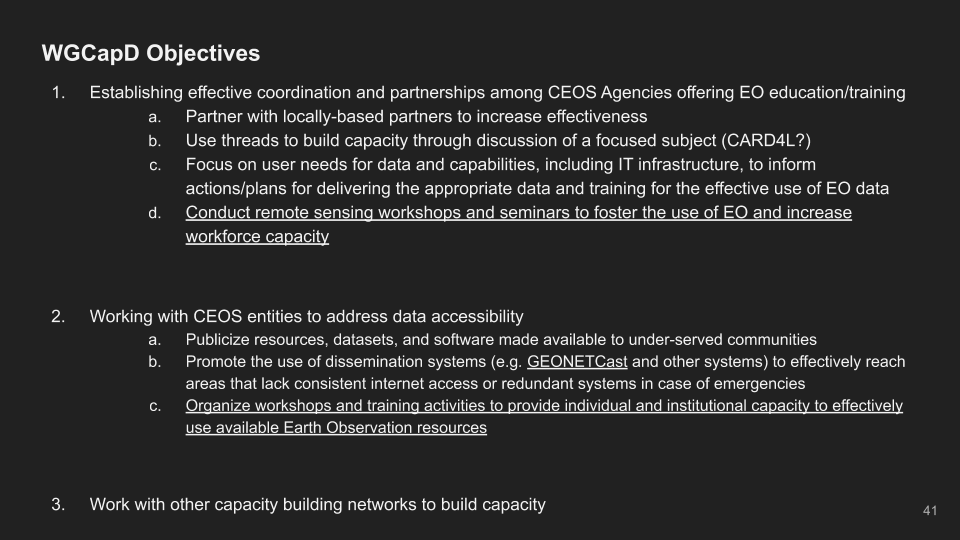 WGCapD Objectives
1. Establishing effective coordination and partnerships among CEOS Agencies offering EO education/training
a. Partner with locally-based partners to increase effectiveness
b. Use threads to build capacity through discussion of a focused subject (CARD4L?)
c. Focus on user needs for data and capabilities, including IT infrastructure, to inform
actions/plans for delivering the appropriate data and training for the effective use of EO data
d. Conduct remote sensing workshops and seminars to foster the use of EO and increase
workforce capacity
2. Working with CEOS entities to address data accessibility
a. Publicize resources, datasets, and software made available to under-served communities
b. Promote the use of dissemination systems (e.g. GEONETCast and other systems) to effectively reach
areas that lack consistent internet access or redundant systems in case of emergencies
c. Organize workshops and training activities to provide individual and institutional capacity to effectively
use available Earth Observation resources
3. Work with other capacity building networks to build capacity
41